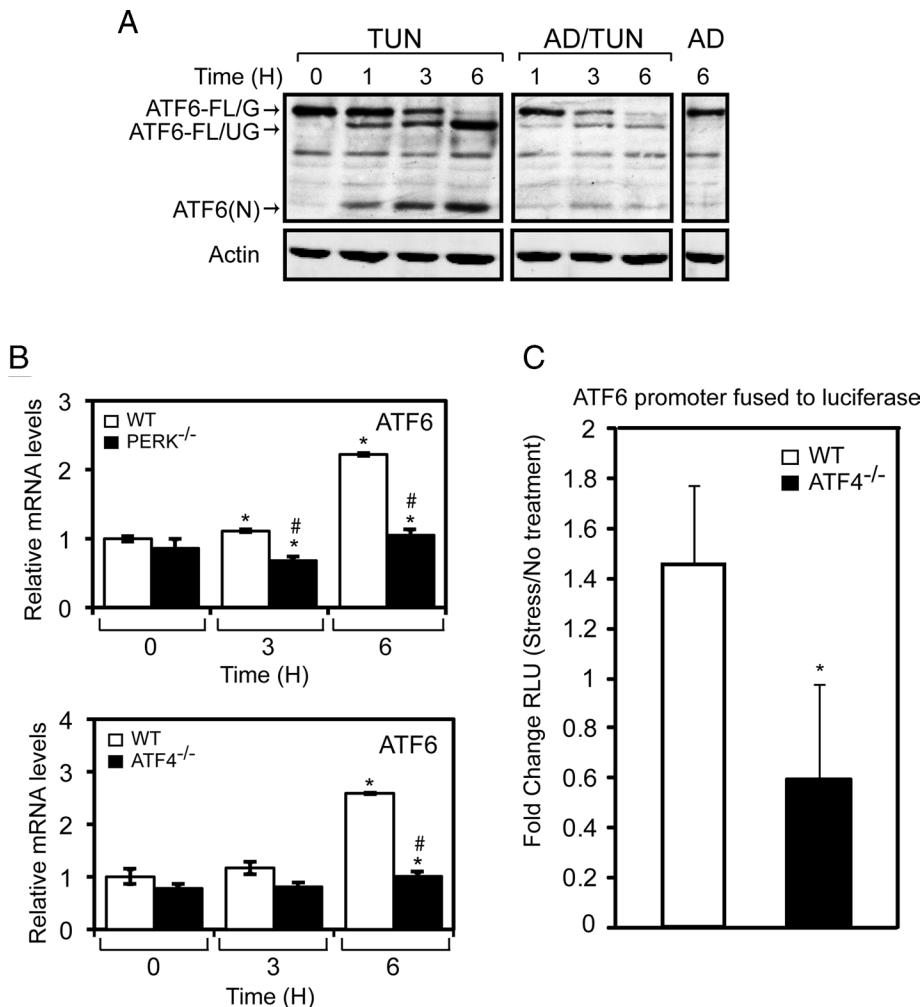 A
TUN AD/TUN AD
Time (H) 0 1 3 6 1 3 6 6
ATF6-FL/G→
ATF6-FL/UG→
ATF6(N)→
Actin
B
3
2
1
0
Relative mRNA levels
WT
PERK-/-
ATF6
*
#
*
*
#
*
0 3 6
Time (H)
4
3
2
1
0
Relative mRNA levels
WT
ATF4-/-
ATF6
*
#
*
0 3 6
Time (H)
C
ATF6 promoter fused to luciferase
2
1.8
1.6
1.4
1.2
1
0.8
0.6
0.4
0.2
0
Fold Change RLU (Stress/No treatment)
WT
ATF4-/-
*